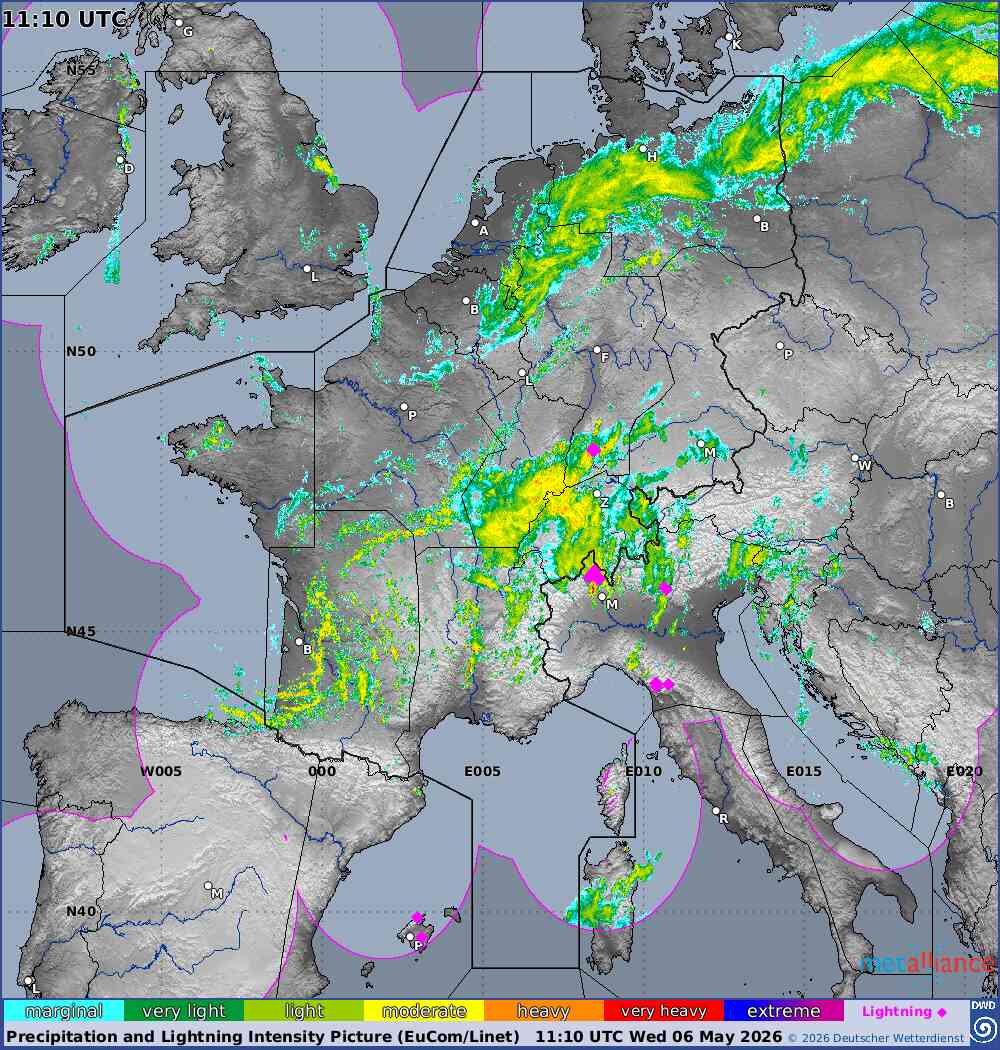 11:10 UTC
G
K
N55
D
H
A
B
L
B
N50
P
F
L
P
M
W
Z
B
M
N45
B
W005 000 E005 E010 E015 E020
R
M
N40
P
L
metalliance
marginal very light light moderate heavy very heavy extreme Lightning
DWD
Precipitation and Lightning Intensity Picture (EuCom/Linet) 11:10 UTC Wed 06 May 2026 © 2026 Deutscher Wetterdienst